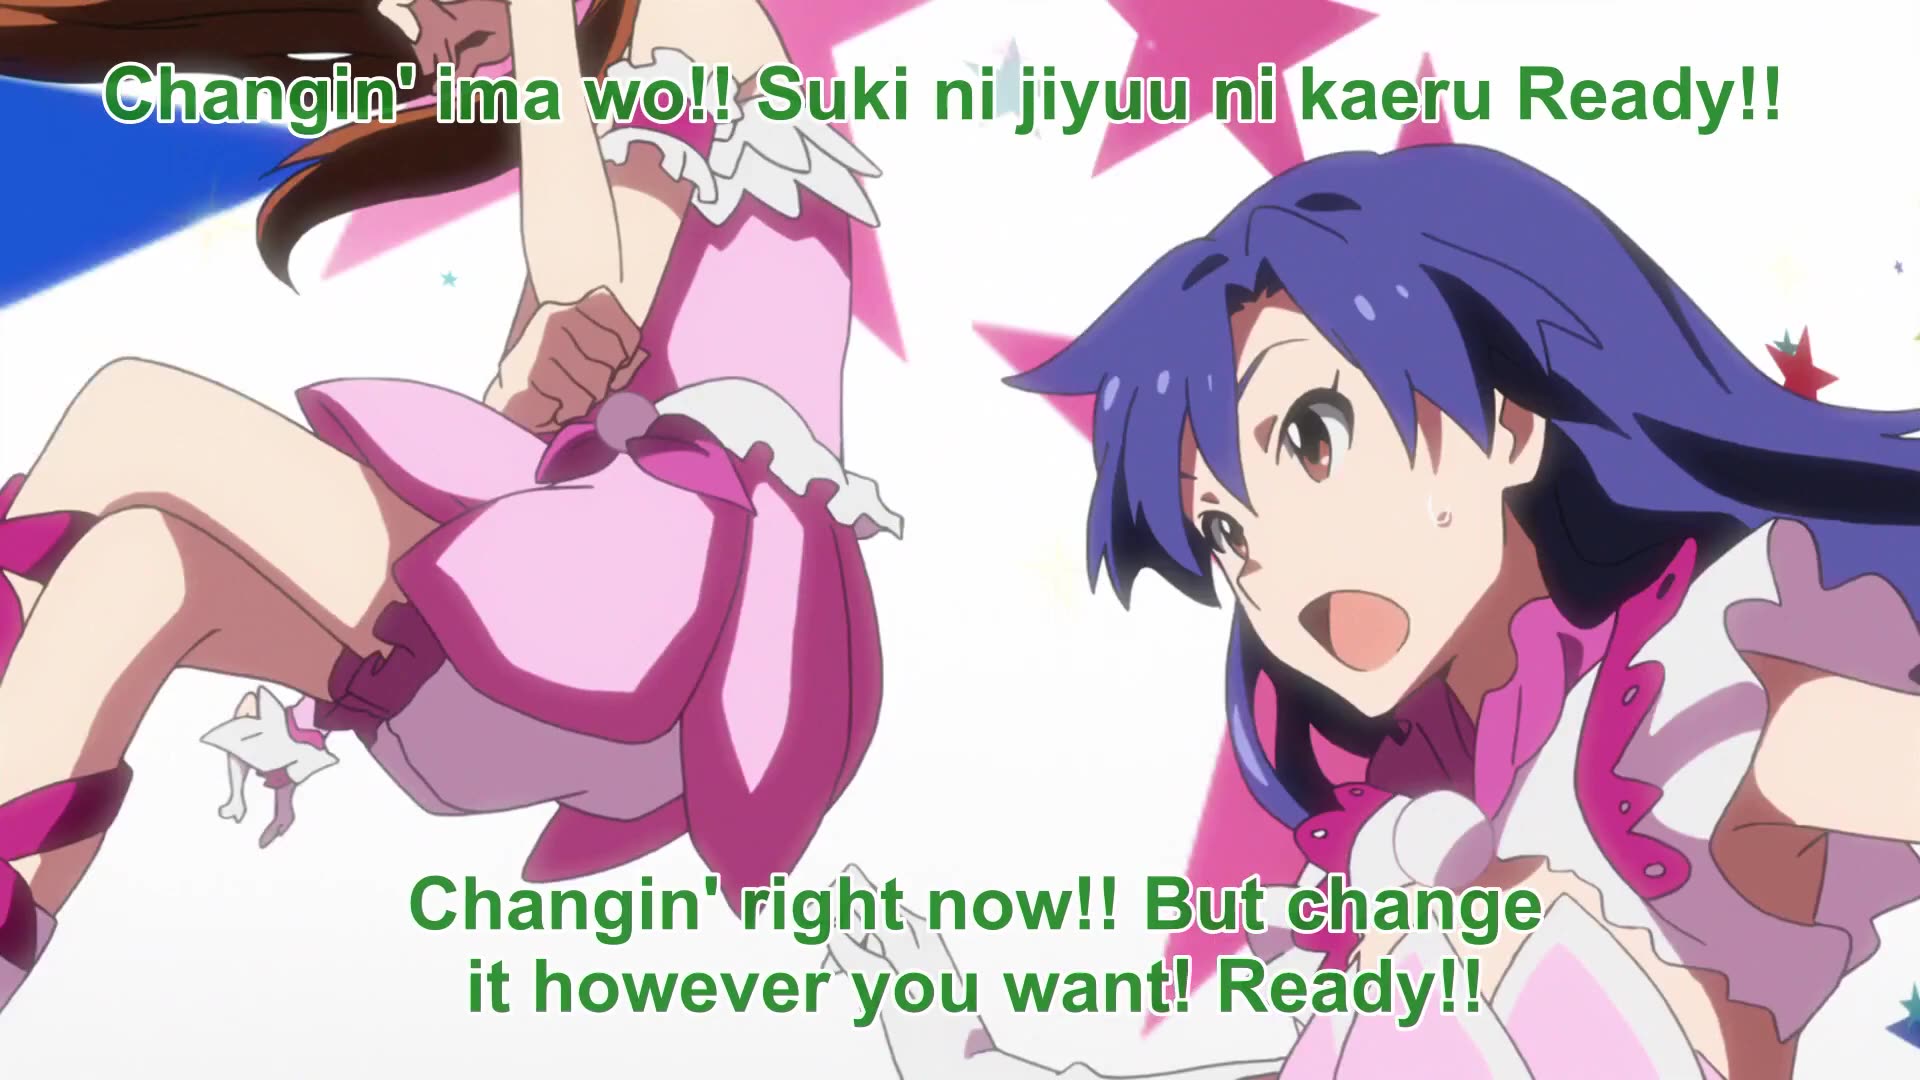 Changin' ima wo!! Suki ni jiyuu ni kaeru Ready!!
Changin' right now!! But change
it however you want! Ready!!